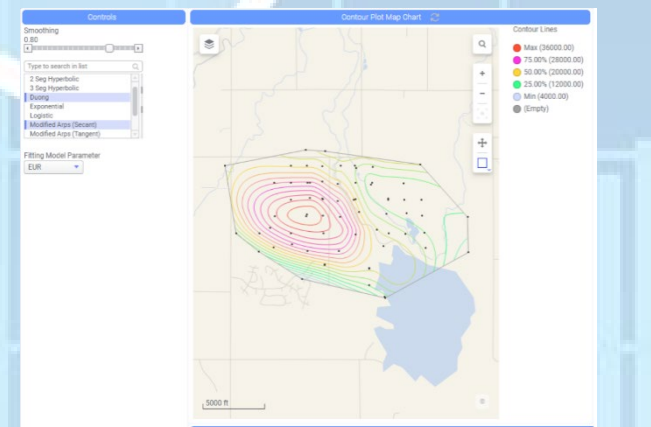 Controls
Smoothing
0.80
Type to search in list
2 Seg Hyperbolic
3 Seg Hyperbolic
Duong
Exponential
Logistic
Modified Arps (Secant)
Modified Arps (Tangent)
Fitting Model Parameter
EUR
Contour Plot Map Chart
5000 ft
Contour Lines
Max (36000.00)
75.00% (28000.00)
50.00% (20000.00)
25.00% (12000.00)
Min (4000.00)
(Empty)